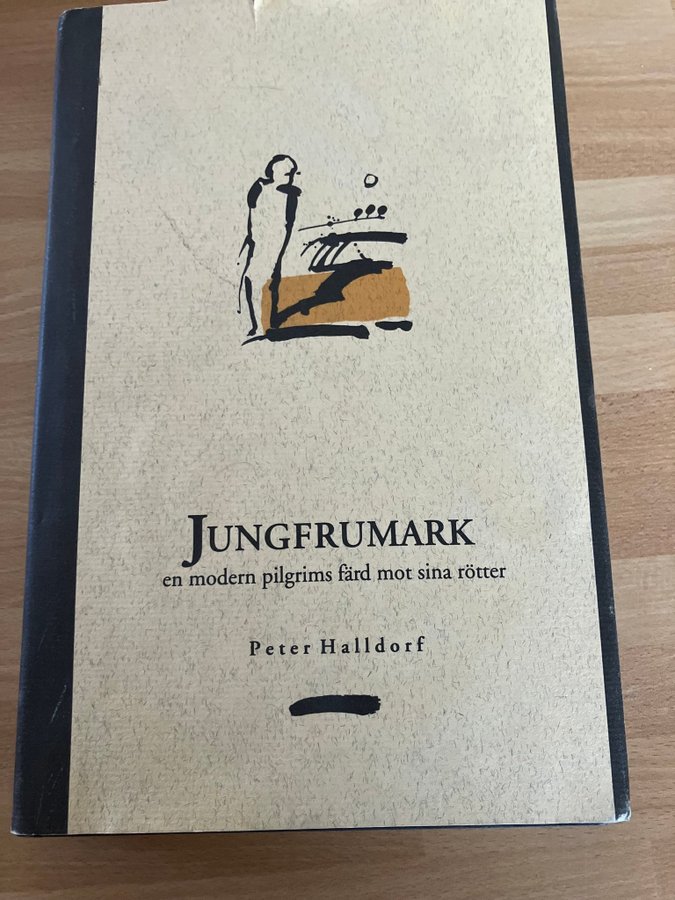 JUNGFRUMARK
en modern pilgrims färd mot sina rötter
Peter Halldorf